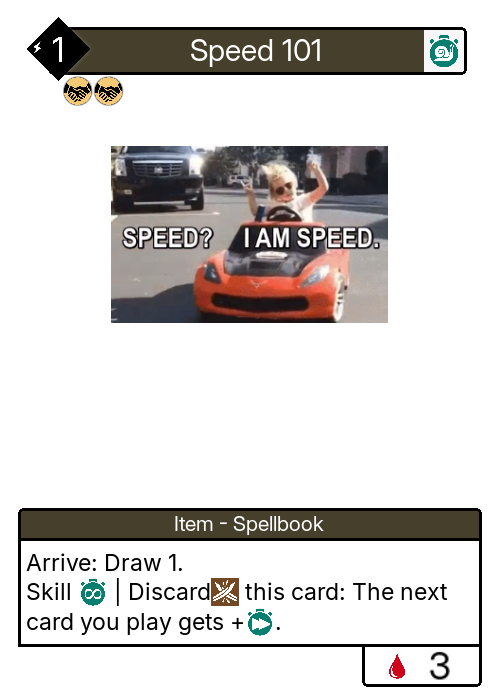 1
Speed 101
SPEED? I AM SPEED.
Item - Spellbook
Arrive: Draw 1.
Skill | Discard this card: The next
card you play gets + .
3